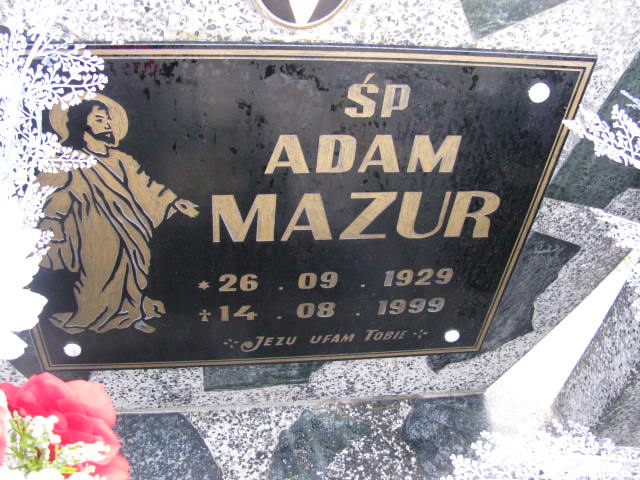 ŚP
ADAM
MAZUR
* 26 . 09 . 1929
† 14 . 08 . 1999
JEZU UFAM TOBIE